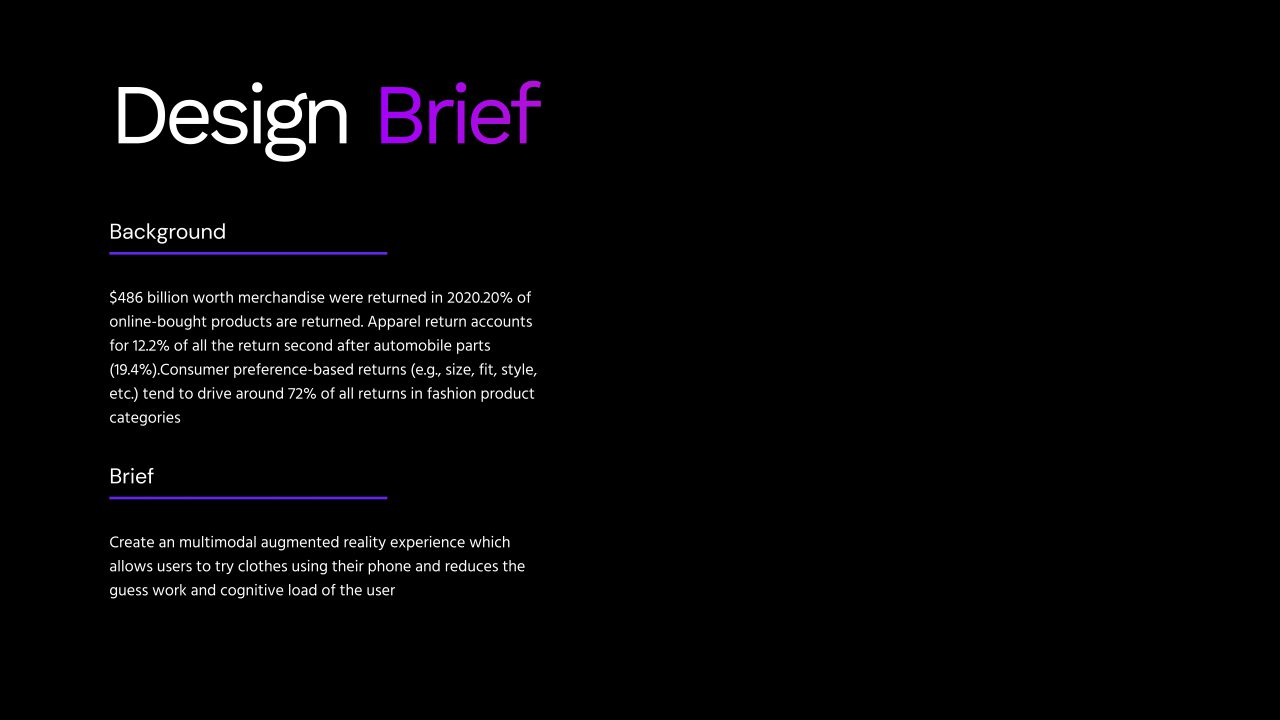 Design Brief
Background
$486 billion worth merchandise were returned in 2020.20% of
online-bought products are returned. Apparel return accounts
for 12.2% of all the return second after automobile parts
(19.4%).Consumer preference-based returns (e.g., size, fit, style,
etc.) tend to drive around 72% of all returns in fashion product
categories
Brief
Create an multimodal augmented reality experience which
allows users to try clothes using their phone and reduces the
guess work and cognitive load of the user